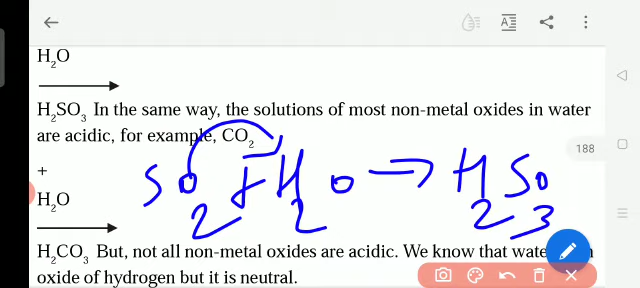 H₂O
H₂SO₃ In the same way, the solutions of most non-metal oxides in water
are acidic, for example, CO₂
188
+
SO₂ + H₂O → H₂SO₃
H₂O
H₂CO₃ But, not all non-metal oxides are acidic. We know that wate
oxide of hydrogen but it is neutral.